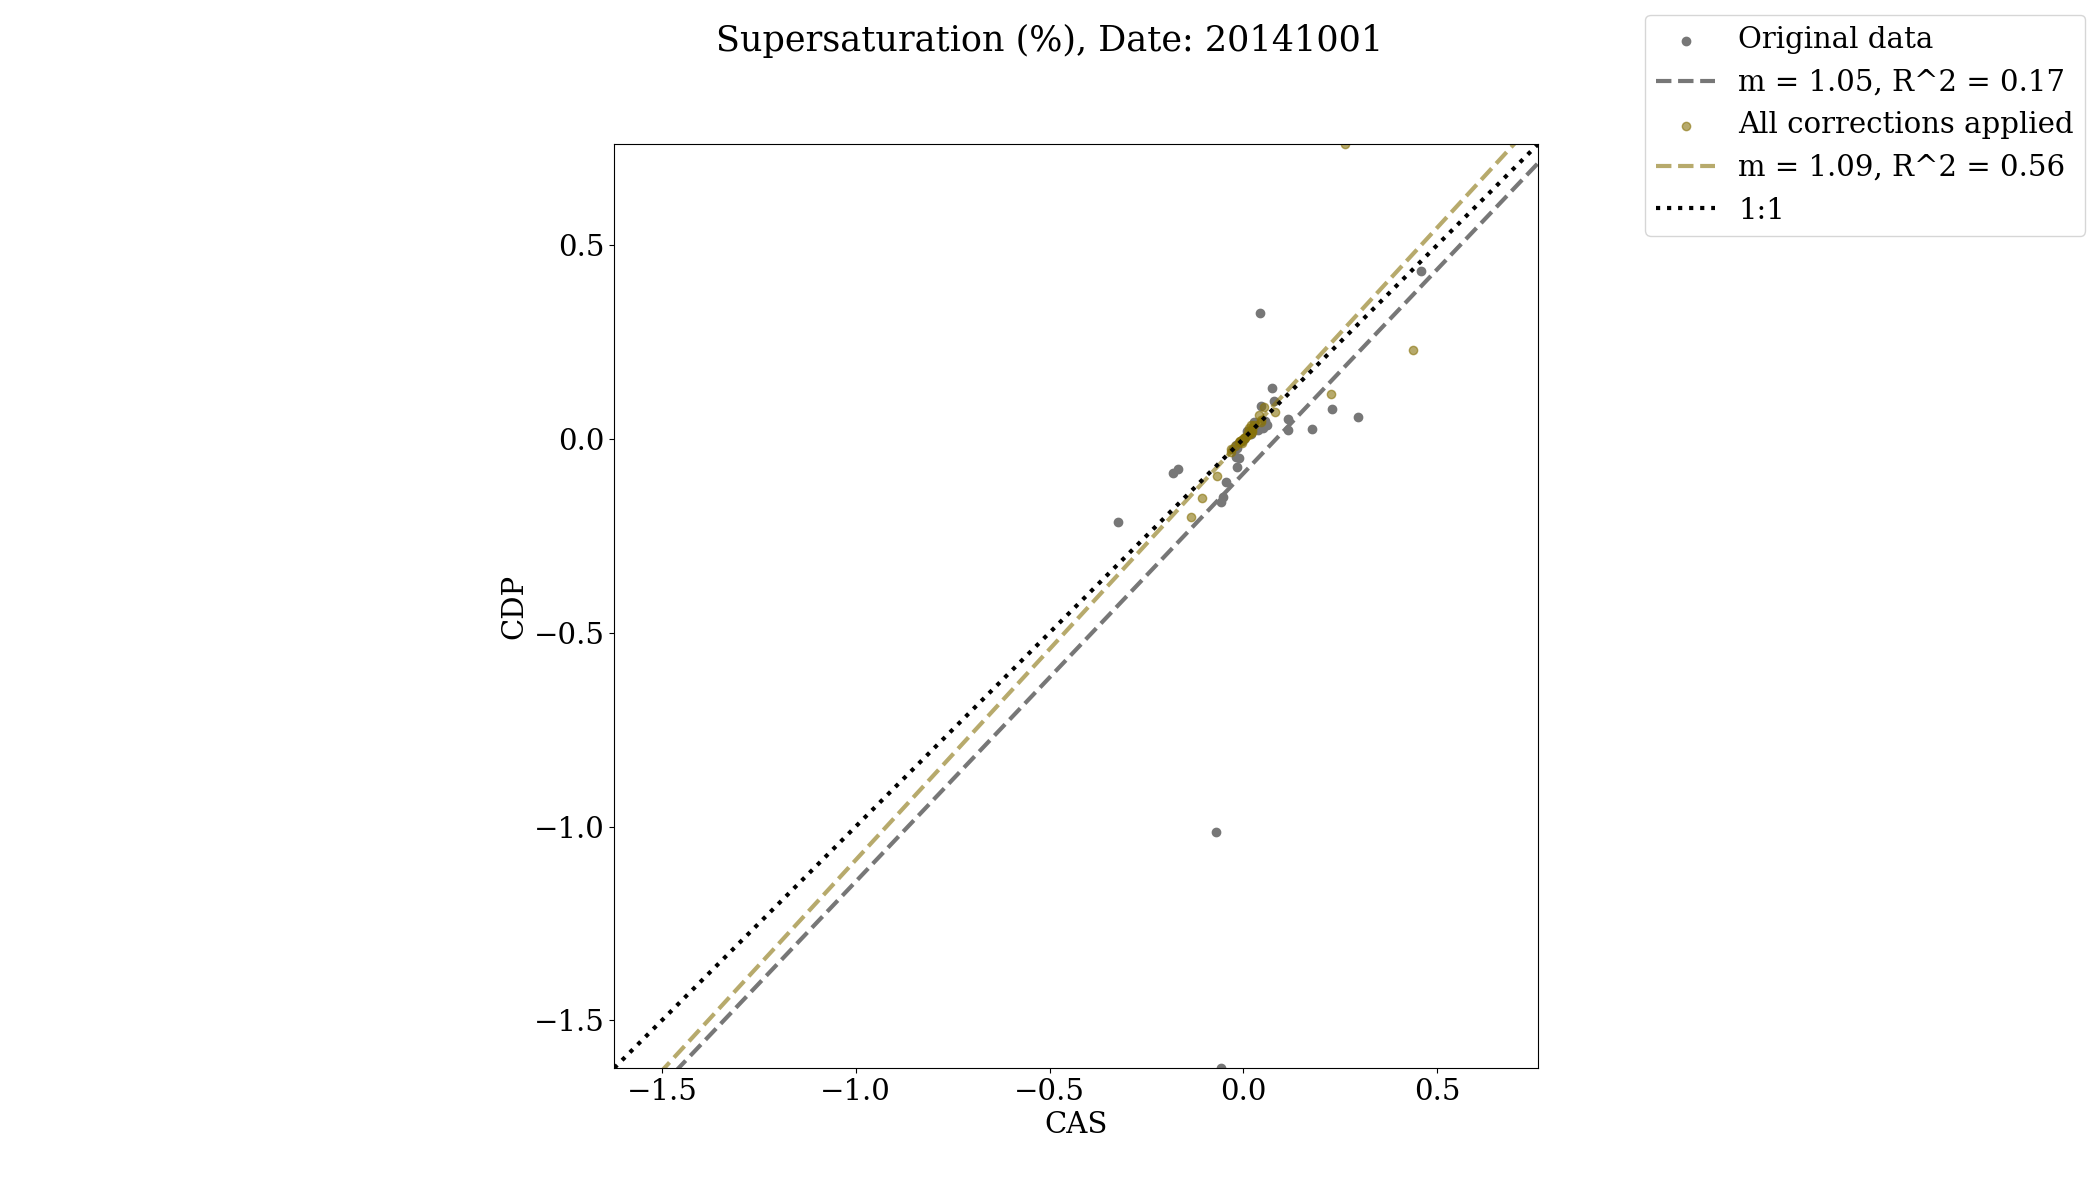 Supersaturation (%), Date: 20141001
Original data
m = 1.05, R^2 = 0.17
All corrections applied
m = 1.09, R^2 = 0.56
1:1
0.5
0.0
−0.5
−1.0
−1.5
CDP
−1.5 −1.0 −0.5 0.0 0.5
CAS